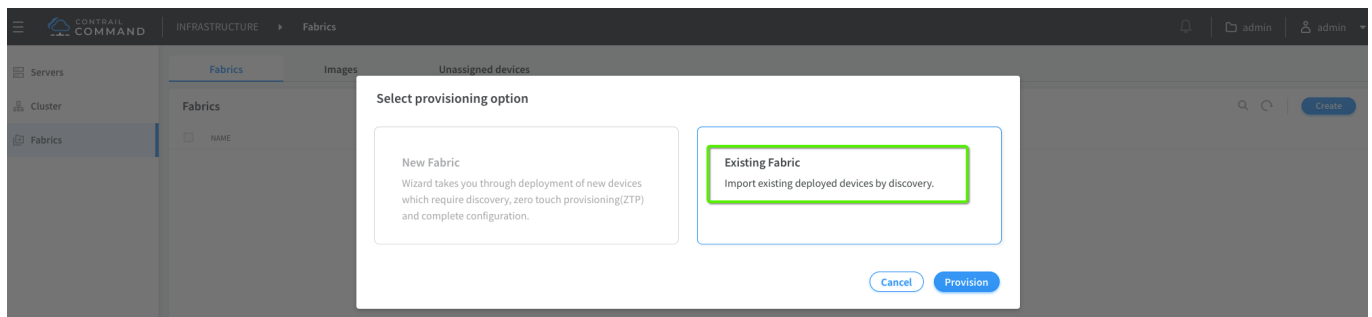 CONTRAIL
COMMAND
INFRASTRUCTURE ▸ Fabrics
admin
admin
Servers
Cluster
Fabrics
Fabrics Images Unassigned devices
Fabrics
Create
NAME
Select provisioning option
New Fabric
Wizard takes you through deployment of new devices
which require discovery, zero touch provisioning(ZTP)
and complete configuration.
Existing Fabric
Import existing deployed devices by discovery.
Cancel
Provision